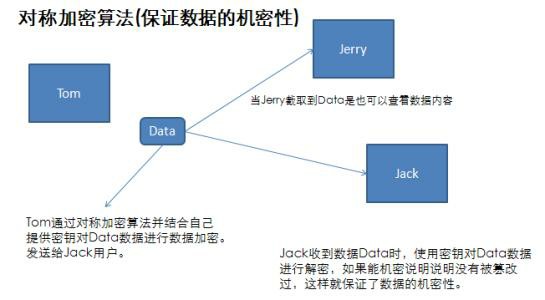 对称加密算法(保证数据的机密性)
Jerry
Tom
当Jerry截取到Data是也可以查看数据内容
Data
Jack
Tom通过对称加密算法并结合自己
提供密钥对Data数据进行数据加密。
发送给Jack用户。
Jack收到数据Data时，使用密钥对Data数据
进行解密，如果能机密说明说明没有被篡改
过，这样就保证了数据的机密性。